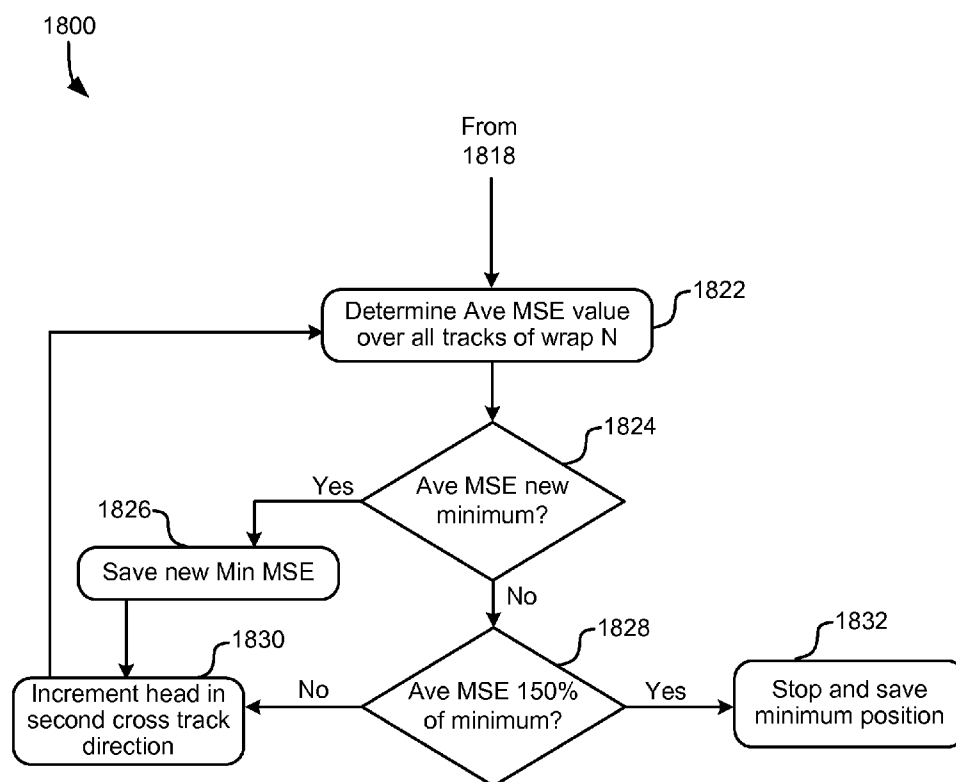 1800
From
1818
Determine Ave MSE value
over all tracks of wrap N
1822
Ave MSE new
minimum?
1824
Yes
1826
Save new Min MSE
No
1830
Increment head in
second cross track
direction
No
Ave MSE 150%
of minimum?
1828
Yes
1832
Stop and save
minimum position